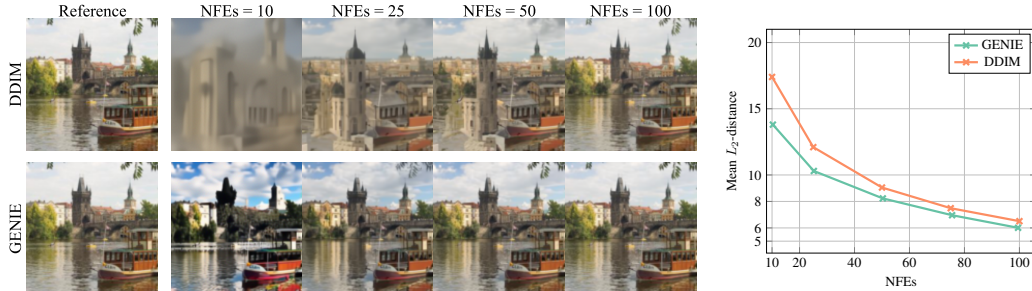 Reference NFEs = 10 NFEs = 25 NFEs = 50 NFEs = 100
DDIM
GENIE
Mean L₂-distance
20
15
10
8
6
5
GENIE
DDIM
10 20 40 60 80 100
NFEs